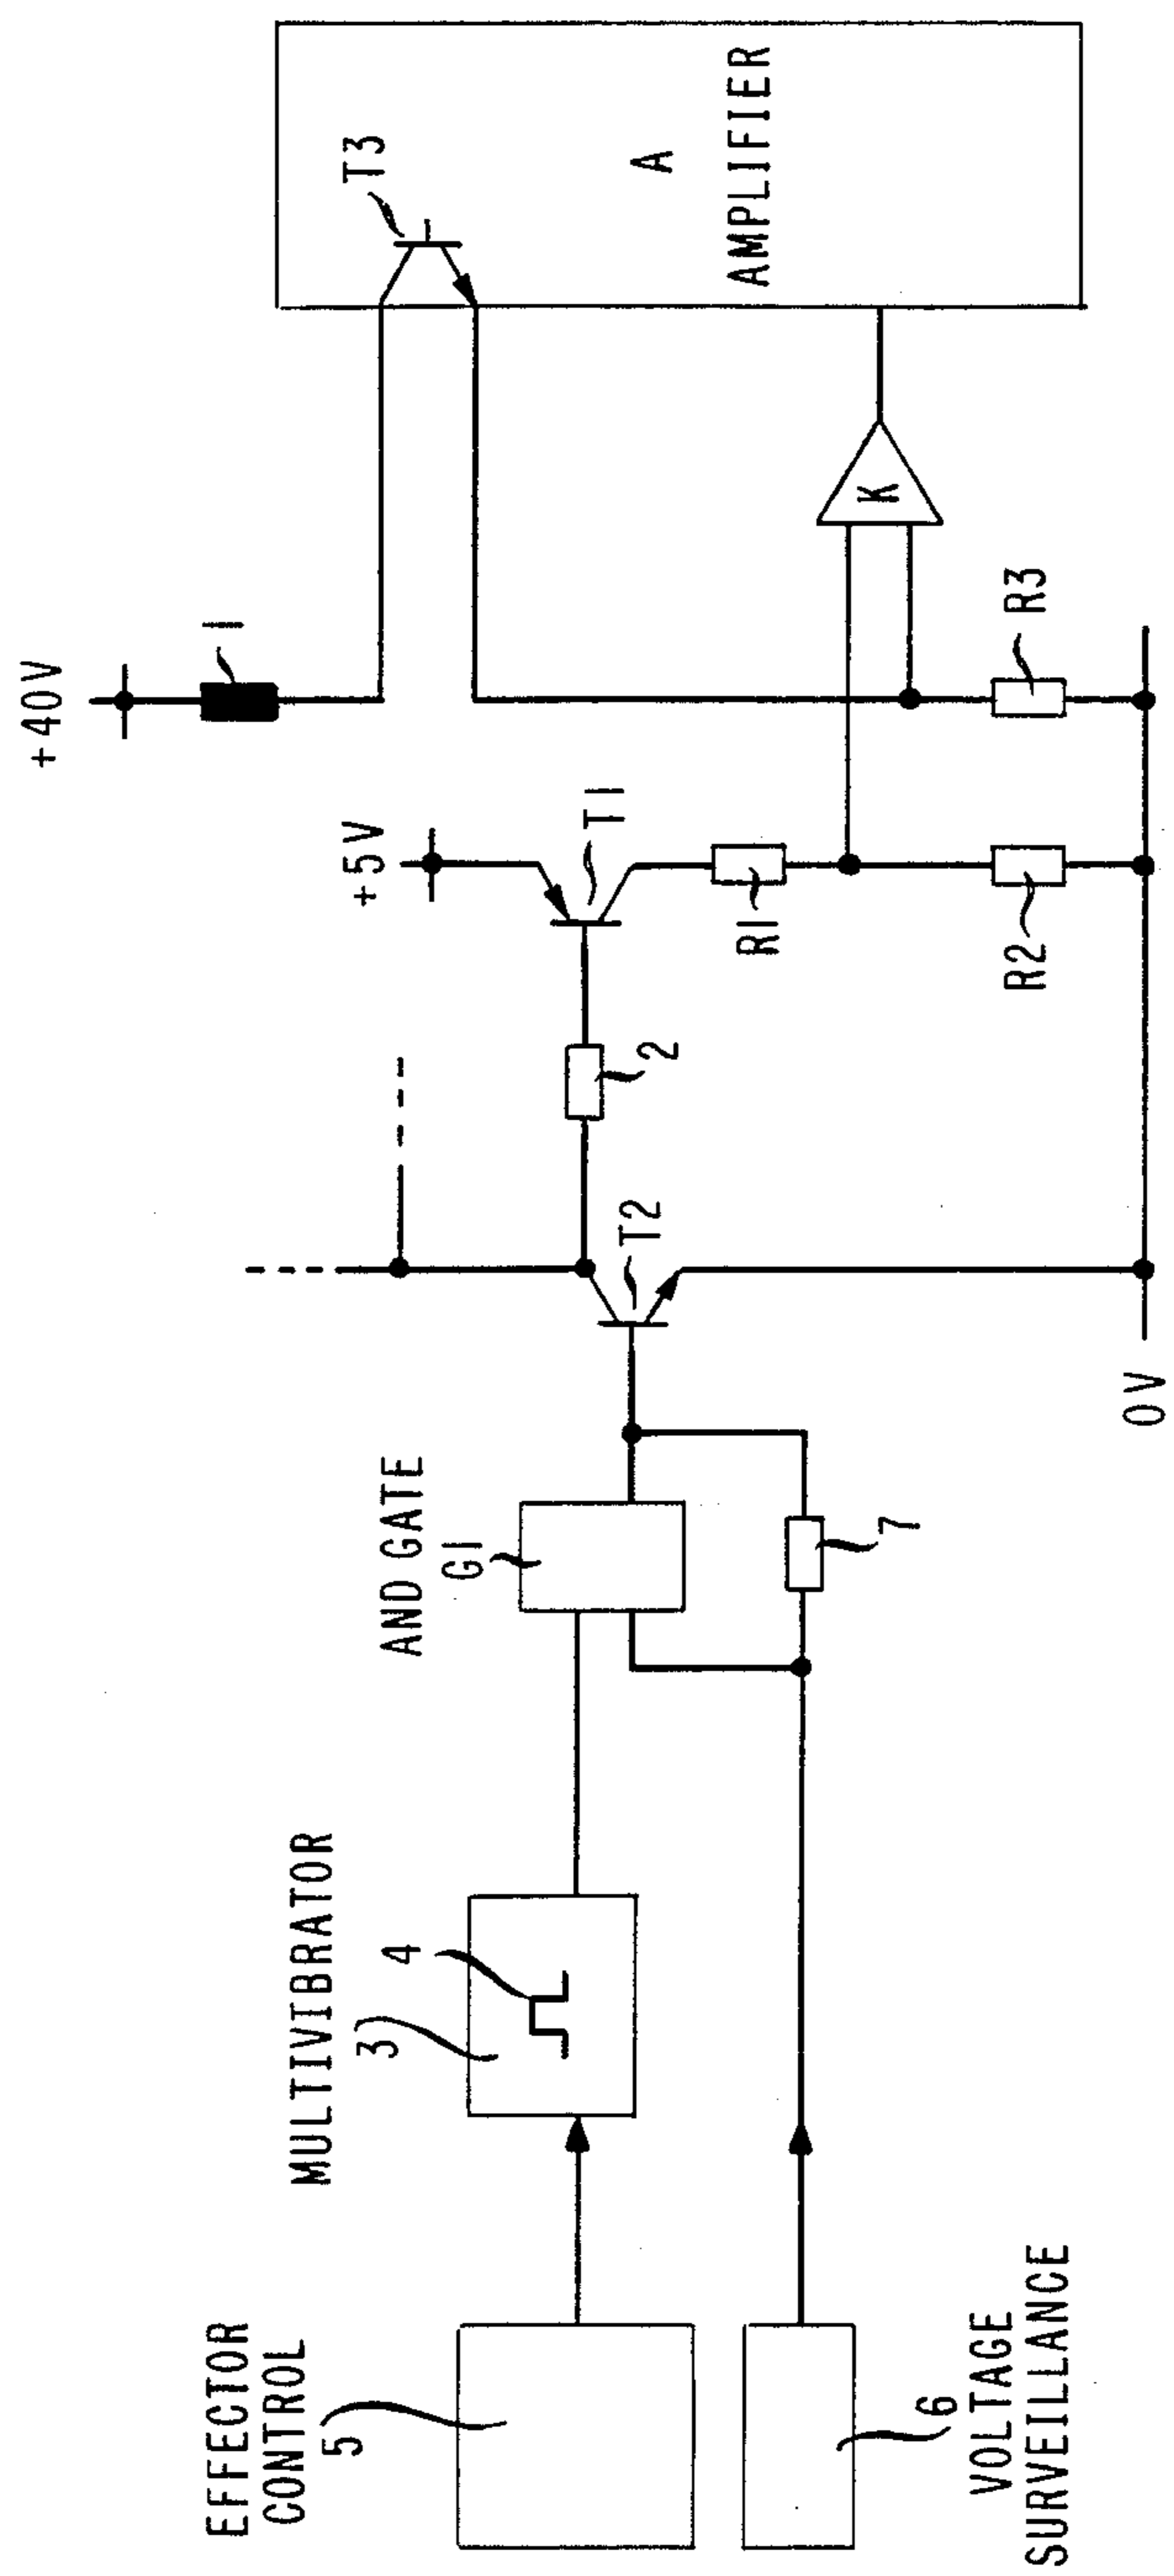 EFFECTOR
CONTROL
5
6
VOLTAGE
SURVEILLANCE
MULTIVIBRATOR
3
4
AND GATE
G1
7
T2
2
0V
+5V
T1
R1
R2
+40V
1
R3
K
T3
A
AMPLIFIER